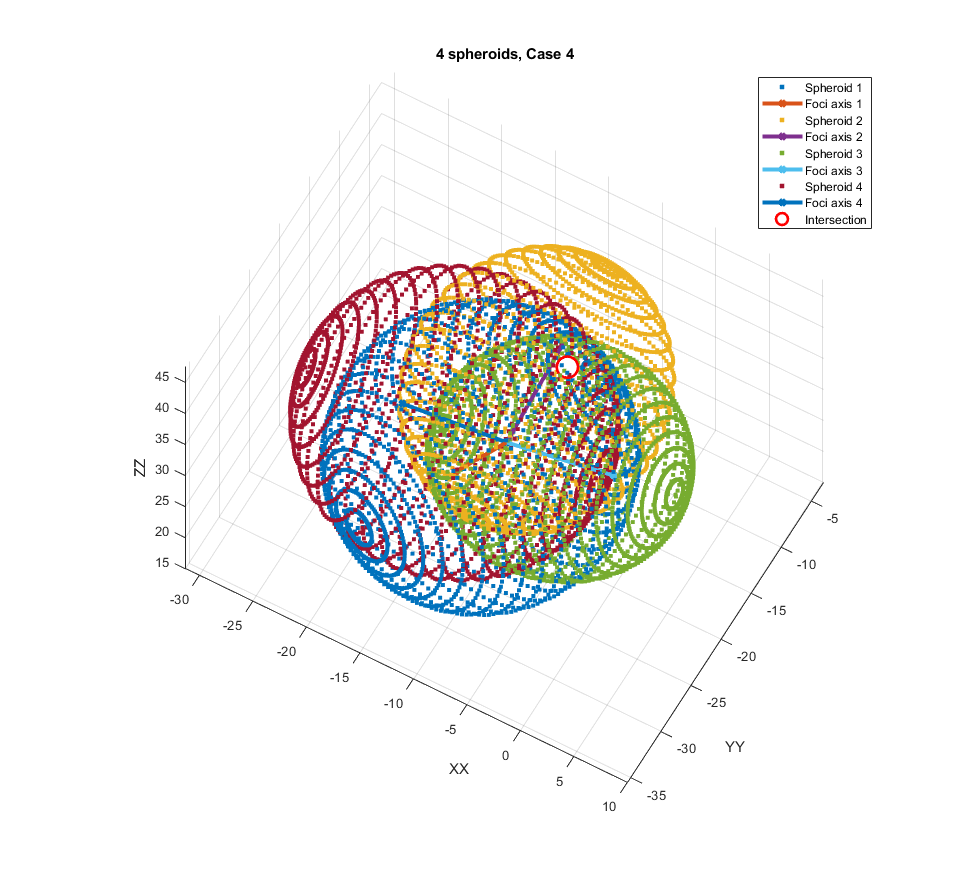 4 spheroids, Case 4
Spheroid 1
Foci axis 1
Spheroid 2
Foci axis 2
Spheroid 3
Foci axis 3
Spheroid 4
Foci axis 4
Intersection
45
40
35
30
25
20
15
ZZ
-30
-25
-20
-15
-10
-5
0
5
10
XX
-5
-10
-15
-20
-25
-30
-35
YY